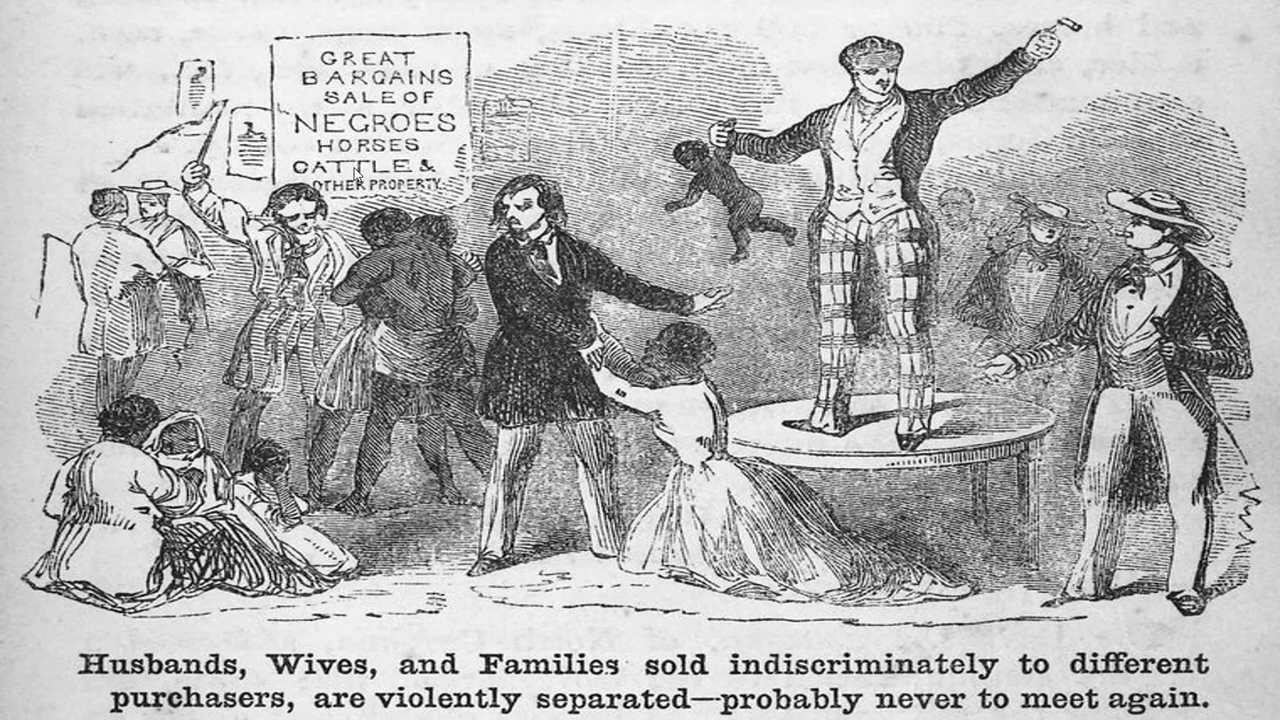 GREAT
BARGAINS
SALE OF
NEGROES
HORSES
CATTLE &
OTHER PROPERTY
Husbands, Wives, and Families sold indiscriminately to different
purchasers, are violently separated—probably never to meet again.